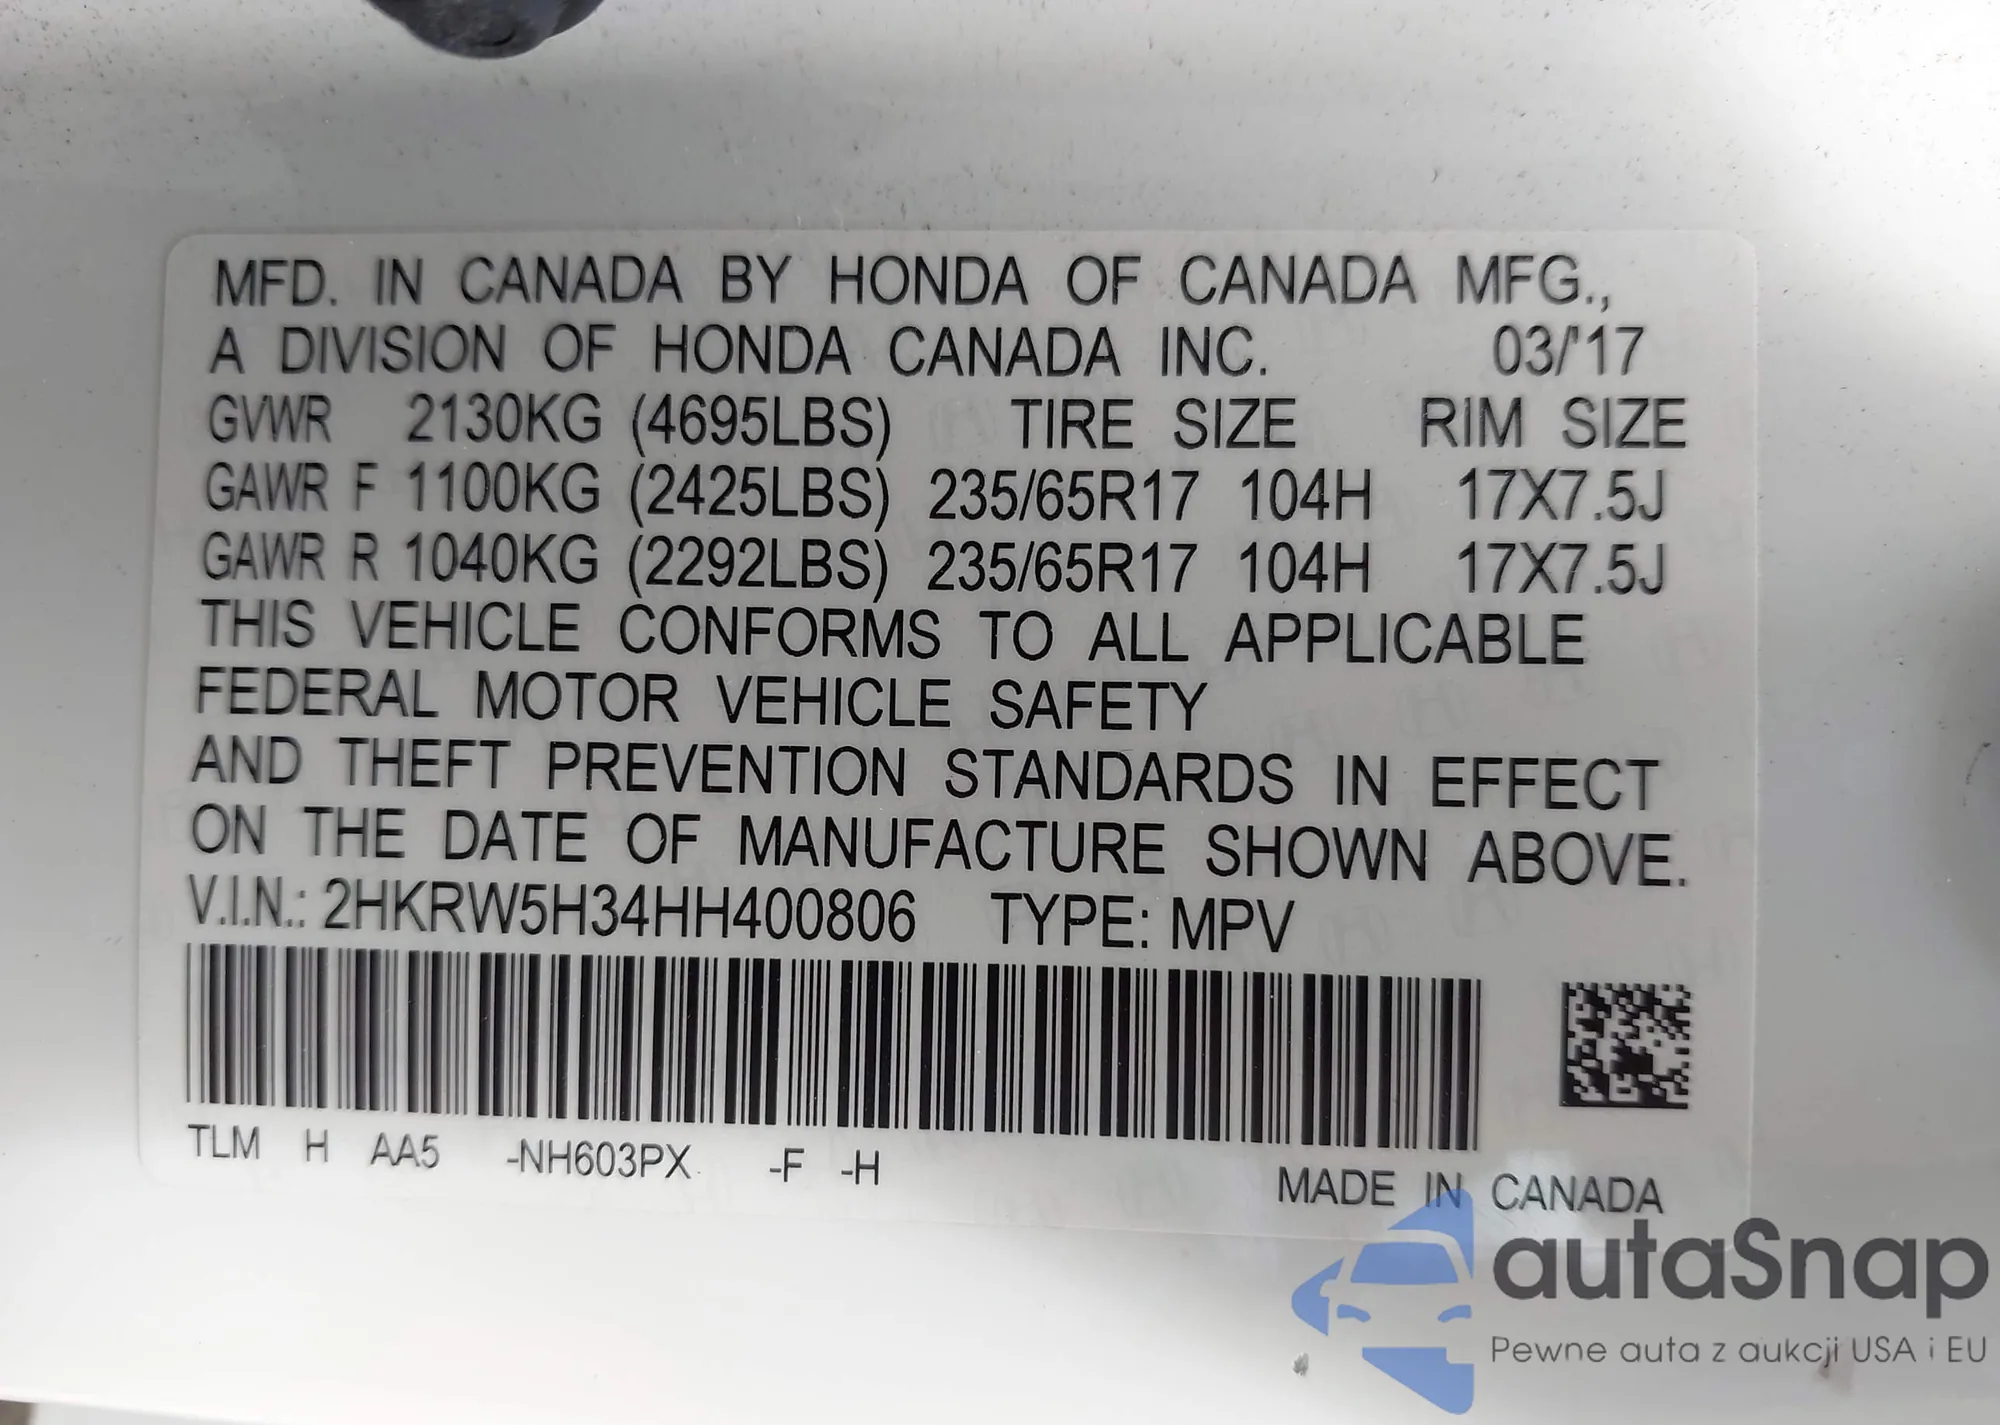 MFD. IN CANADA BY HONDA OF CANADA MFG.,
A DIVISION OF HONDA CANADA INC. 03/'17
GVWR 2130KG (4695LBS) TIRE SIZE RIM SIZE
GAWR F 1100KG (2425LBS) 235/65R17 104H 17X7.5J
GAWR R 1040KG (2292LBS) 235/65R17 104H 17X7.5J
THIS VEHICLE CONFORMS TO ALL APPLICABLE
FEDERAL MOTOR VEHICLE SAFETY
AND THEFT PREVENTION STANDARDS IN EFFECT
ON THE DATE OF MANUFACTURE SHOWN ABOVE.
V.I.N.: 2HKRW5H34HH400806 TYPE: MPV
TLM H AA5 -NH603PX -F -H
MADE IN CANADA
autaSnap
Pewne auta z aukcji USA i EU